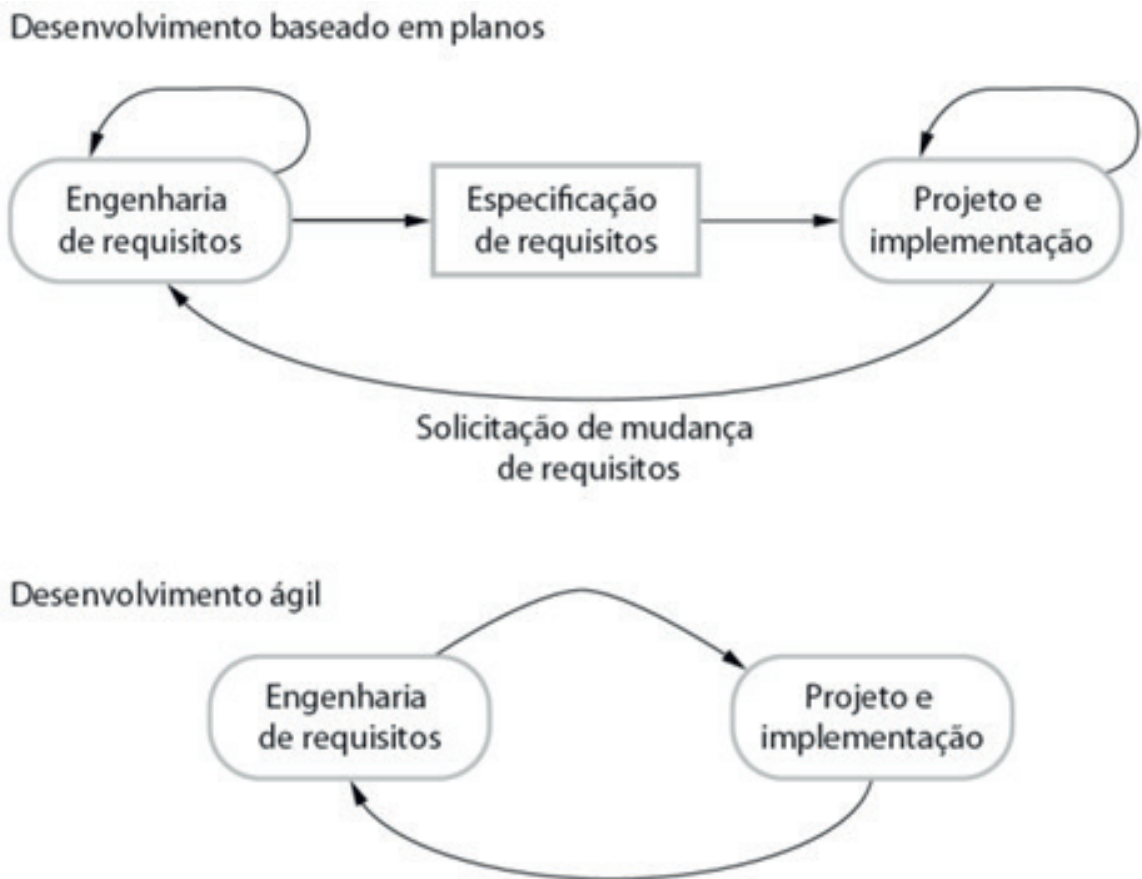 Desenvolvimento baseado em planos
Engenharia
de requisitos
Especificação
de requisitos
Projeto e
implementação
Solicitação de mudança
de requisitos
Desenvolvimento ágil
Engenharia
de requisitos
Projeto e
implementação